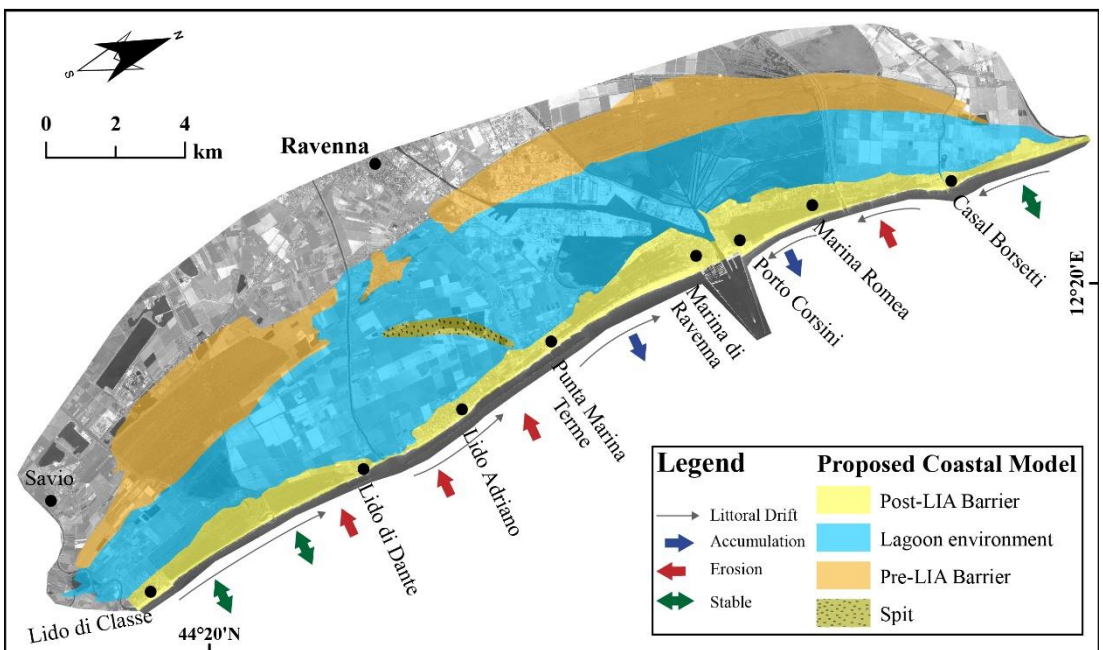 N
S
0 2 4
km
Ravenna
Savio
Lido di Classe
44°20'N
Lido di Dante
Lido Adriano
Punta Marina
Terme
Marina di
Ravenna
Porto Corsini
Marina Romea
Casal Borsetti
12°20'E
Legend
Littoral Drift
Accumulation
Erosion
Stable
Proposed Coastal Model
Post-LIA Barrier
Lagoon environment
Pre-LIA Barrier
Spit